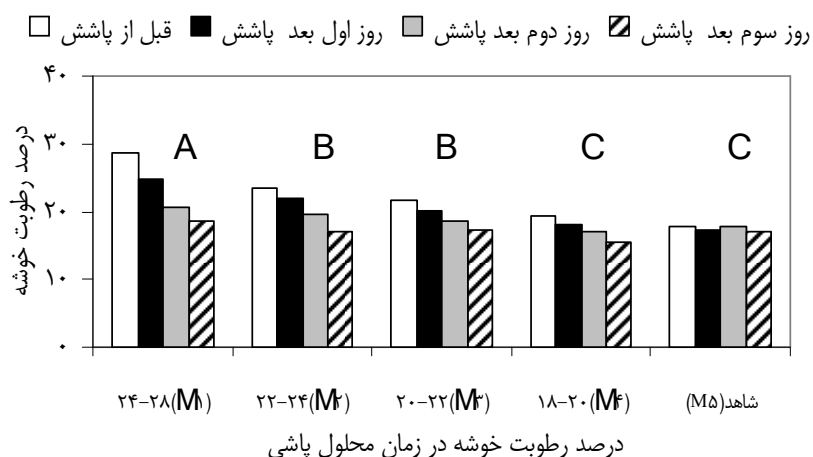 قبل از پاشش روز اول بعد پاشش روز دوم بعد پاشش روز سوم بعد پاشش
درصد رطوبت خوشه
۴۰
۳۰
۲۰
۱۰
۰
A B B C C
۲۴-۲۸(M۱) ۲۲-۲۴(M۲) ۲۰-۲۲(M۳) ۱۸-۲۰(M۴) شاهد(M۵)
درصد رطوبت خوشه در زمان محلول پاشی